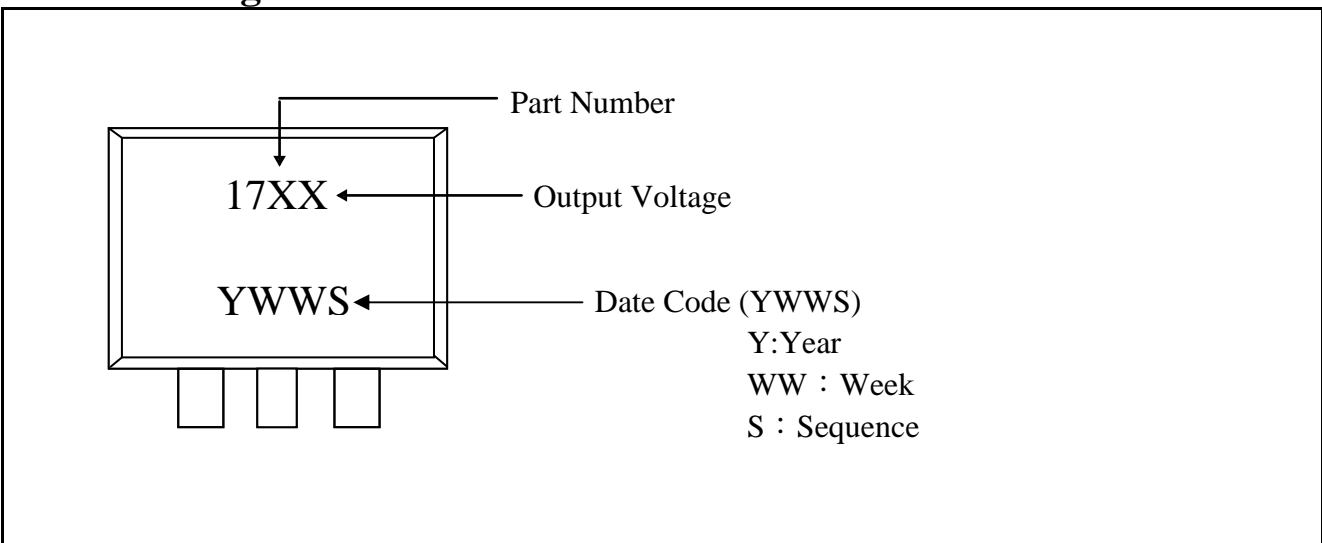 Part Number
17XX
Output Voltage
YWWS
Date Code (YWWS)
Y:Year
WW：Week
S：Sequence